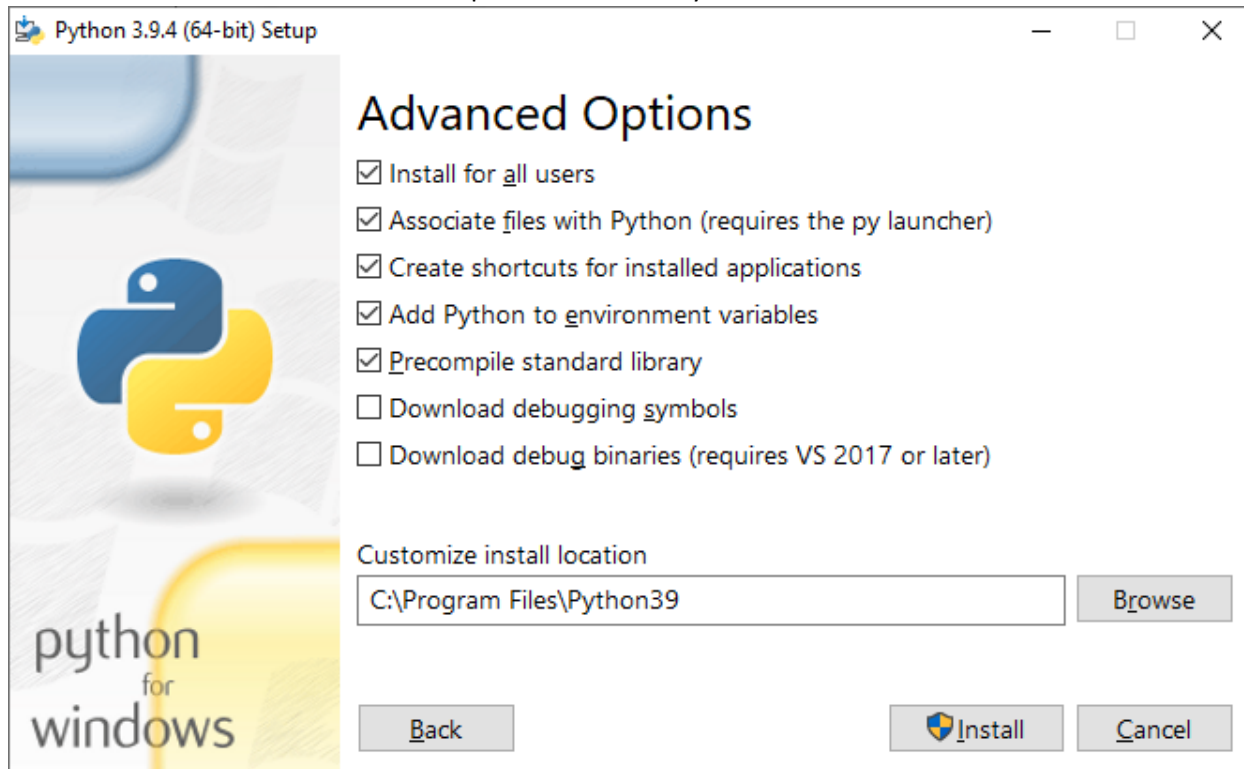 Python 3.9.4 (64-bit) Setup
Advanced Options
Install for all users
Associate files with Python (requires the py launcher)
Create shortcuts for installed applications
Add Python to environment variables
Precompile standard library
Download debugging symbols
Download debug binaries (requires VS 2017 or later)
Customize install location
C:\Program Files\Python39
Browse
python
for
windows
Back
Install
Cancel